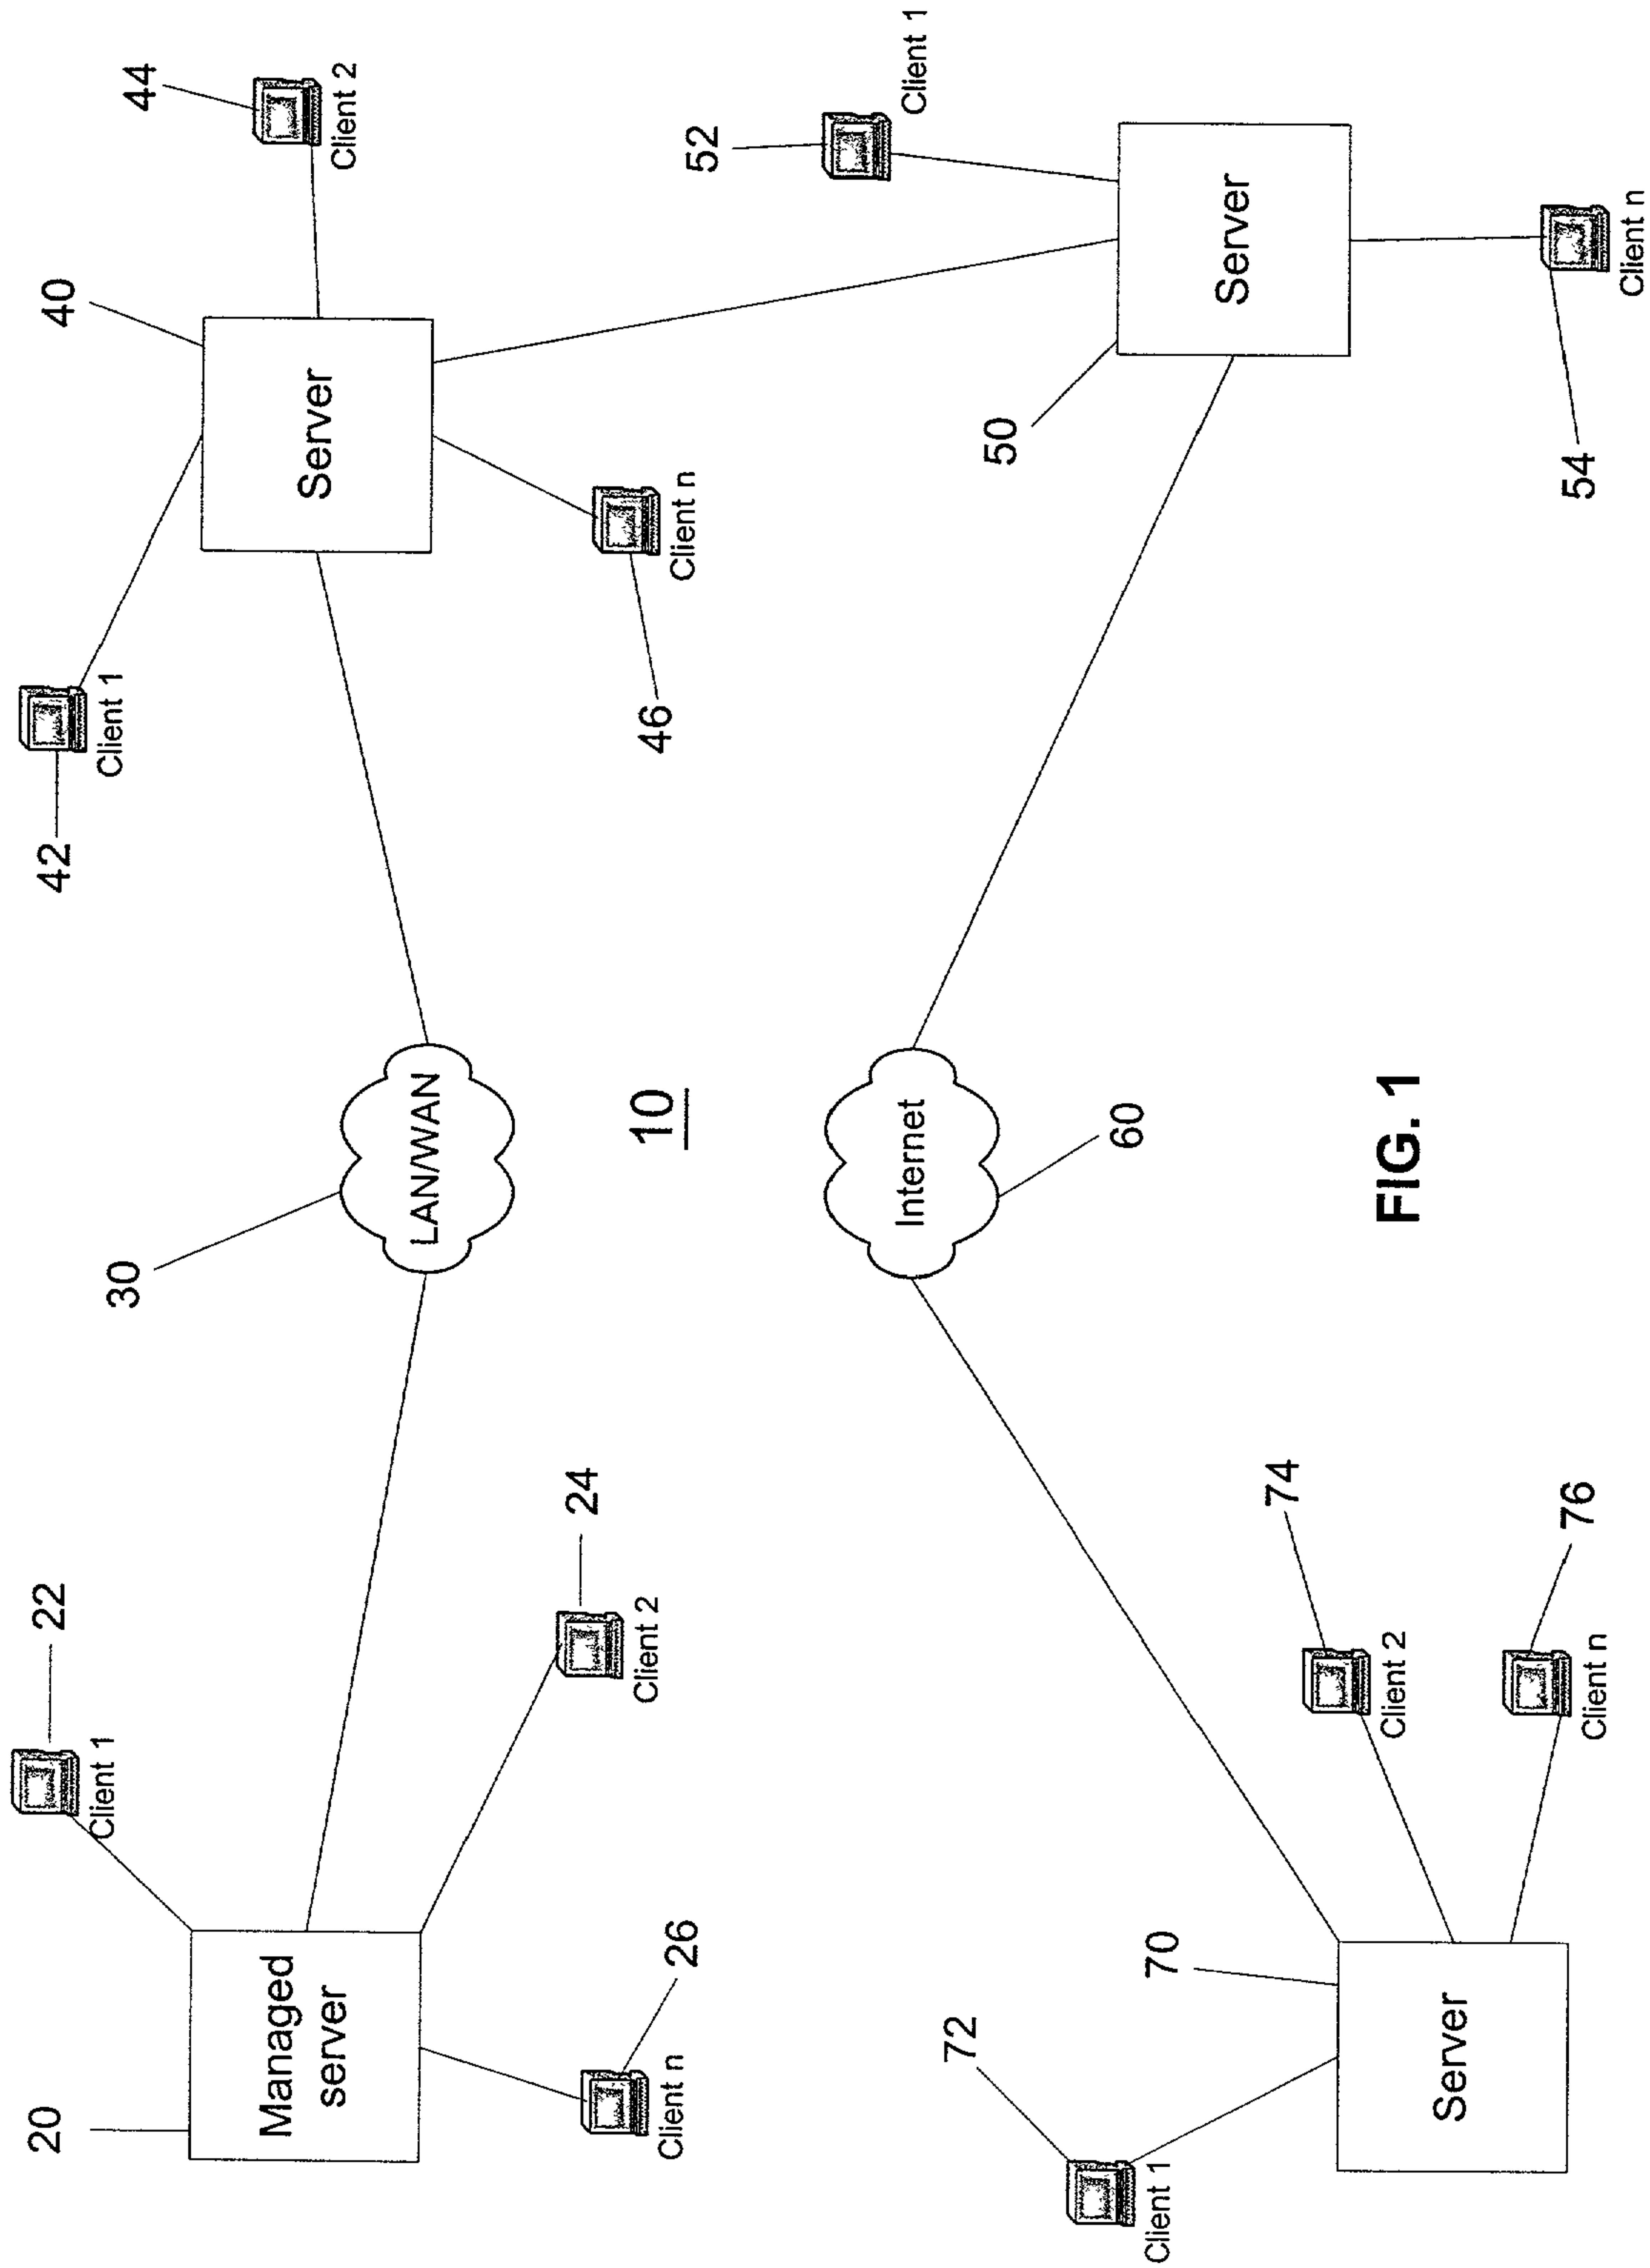 20
Managed
server
22
Client 1
24
Client 2
26
Client n
30
LAN/WAN
10
40
Server
42
Client 1
44
Client 2
46
Client n
50
Server
52
Client 1
54
Client n
60
Internet
70
Server
72
Client 1
74
Client 2
76
Client n
FIG. 1